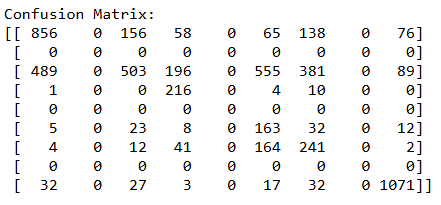 Confusion Matrix:
[[ 856 0 156 58 0 65 138 0 76]
[ 0 0 0 0 0 0 0 0 0]
[ 489 0 503 196 0 555 381 0 89]
[ 1 0 0 216 0 4 10 0 0]
[ 0 0 0 0 0 0 0 0 0]
[ 5 0 23 8 0 163 32 0 12]
[ 4 0 12 41 0 164 241 0 2]
[ 0 0 0 0 0 0 0 0 0]
[ 32 0 27 3 0 17 32 0 1071]]